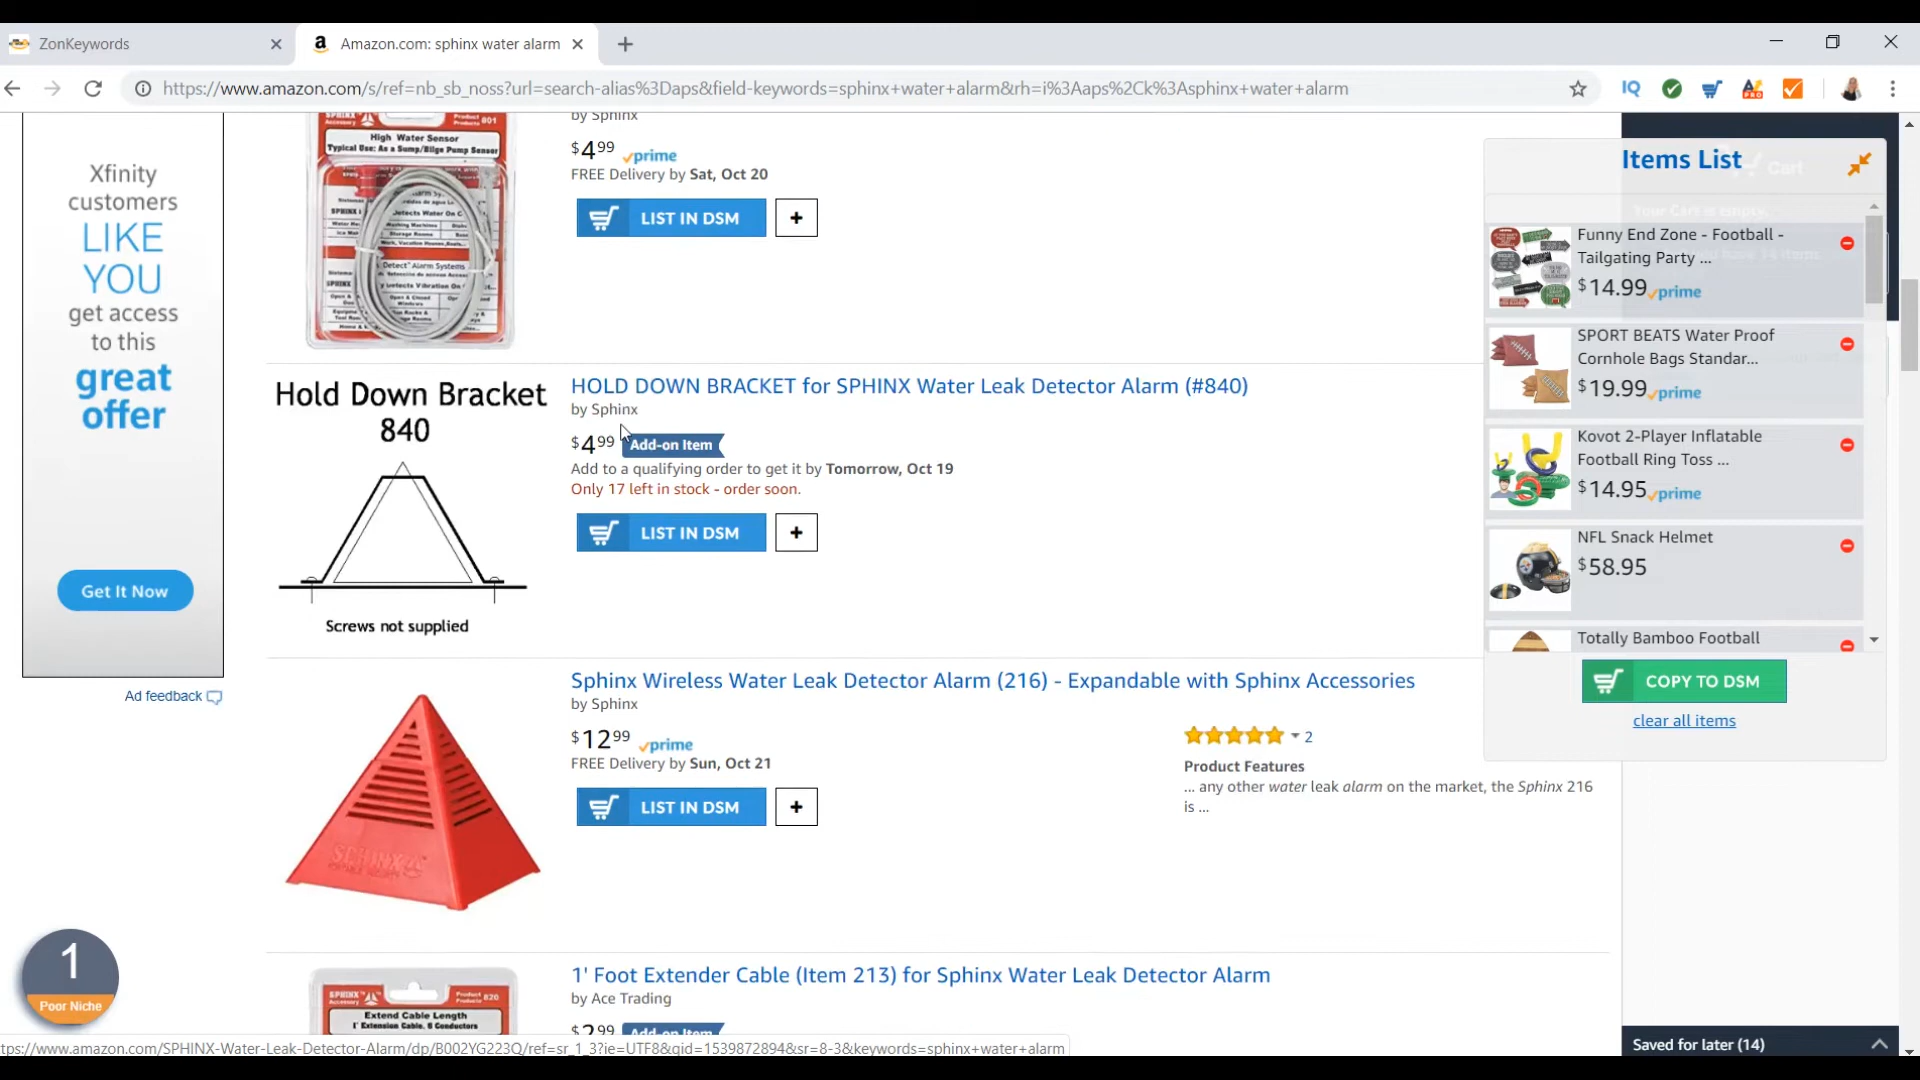 ZonKeywords
Amazon.com: sphinx water alarm
https://www.amazon.com/s/ref=nb_sb_noss?url=search-alias%3Daps&field-keywords=sphinx+water+alarm&rh=i%3Aaps%2Ck%3Asphinx+water+alarm
IQ
PRO
Xfinity
customers
LIKE
YOU
get access
to this
great
offer
Get It Now
Ad feedback
SPHINX
Accessory
Product 801
High Water Sensor
Typical Use: As a Sump/Bilge Pump Sensor
by Sphinx
$4 99 prime
FREE Delivery by Sat, Oct 20
LIST IN DSM +
Hold Down Bracket
840
Screws not supplied
HOLD DOWN BRACKET for SPHINX Water Leak Detector Alarm (#840)
by Sphinx
$4 99 Add-on Item
Add to a qualifying order to get it by Tomorrow, Oct 19
Only 17 left in stock - order soon.
LIST IN DSM +
Sphinx Wireless Water Leak Detector Alarm (216) - Expandable with Sphinx Accessories
by Sphinx
$12 99 prime
FREE Delivery by Sun, Oct 21
LIST IN DSM +
2
Product Features
... any other water leak alarm on the market, the Sphinx 216
is ...
SPHINX
1' Foot Extender Cable (Item 213) for Sphinx Water Leak Detector Alarm
by Ace Trading
$2 99 Add-on Item
SPHINX
Accessory
Extend Cable Length
1' Extension Cable, 6 Conductors
Items List
Cart
Your Cart is empty.
Funny End Zone - Football -
Tailgating Party ...
$14.99 prime
SPORT BEATS Water Proof
Cornhole Bags Standar...
$19.99 prime
Kovot 2-Player Inflatable
Football Ring Toss ...
$14.95 prime
NFL Snack Helmet
$58.95
Totally Bamboo Football
COPY TO DSM
clear all items
1
Poor Niche
Saved for later (14)
tps://www.amazon.com/SPHINX-Water-Leak-Detector-Alarm/dp/B002YG223Q/ref=sr_1_3?ie=UTF8&qid=1539872894&sr=8-3&keywords=sphinx+water+alarm